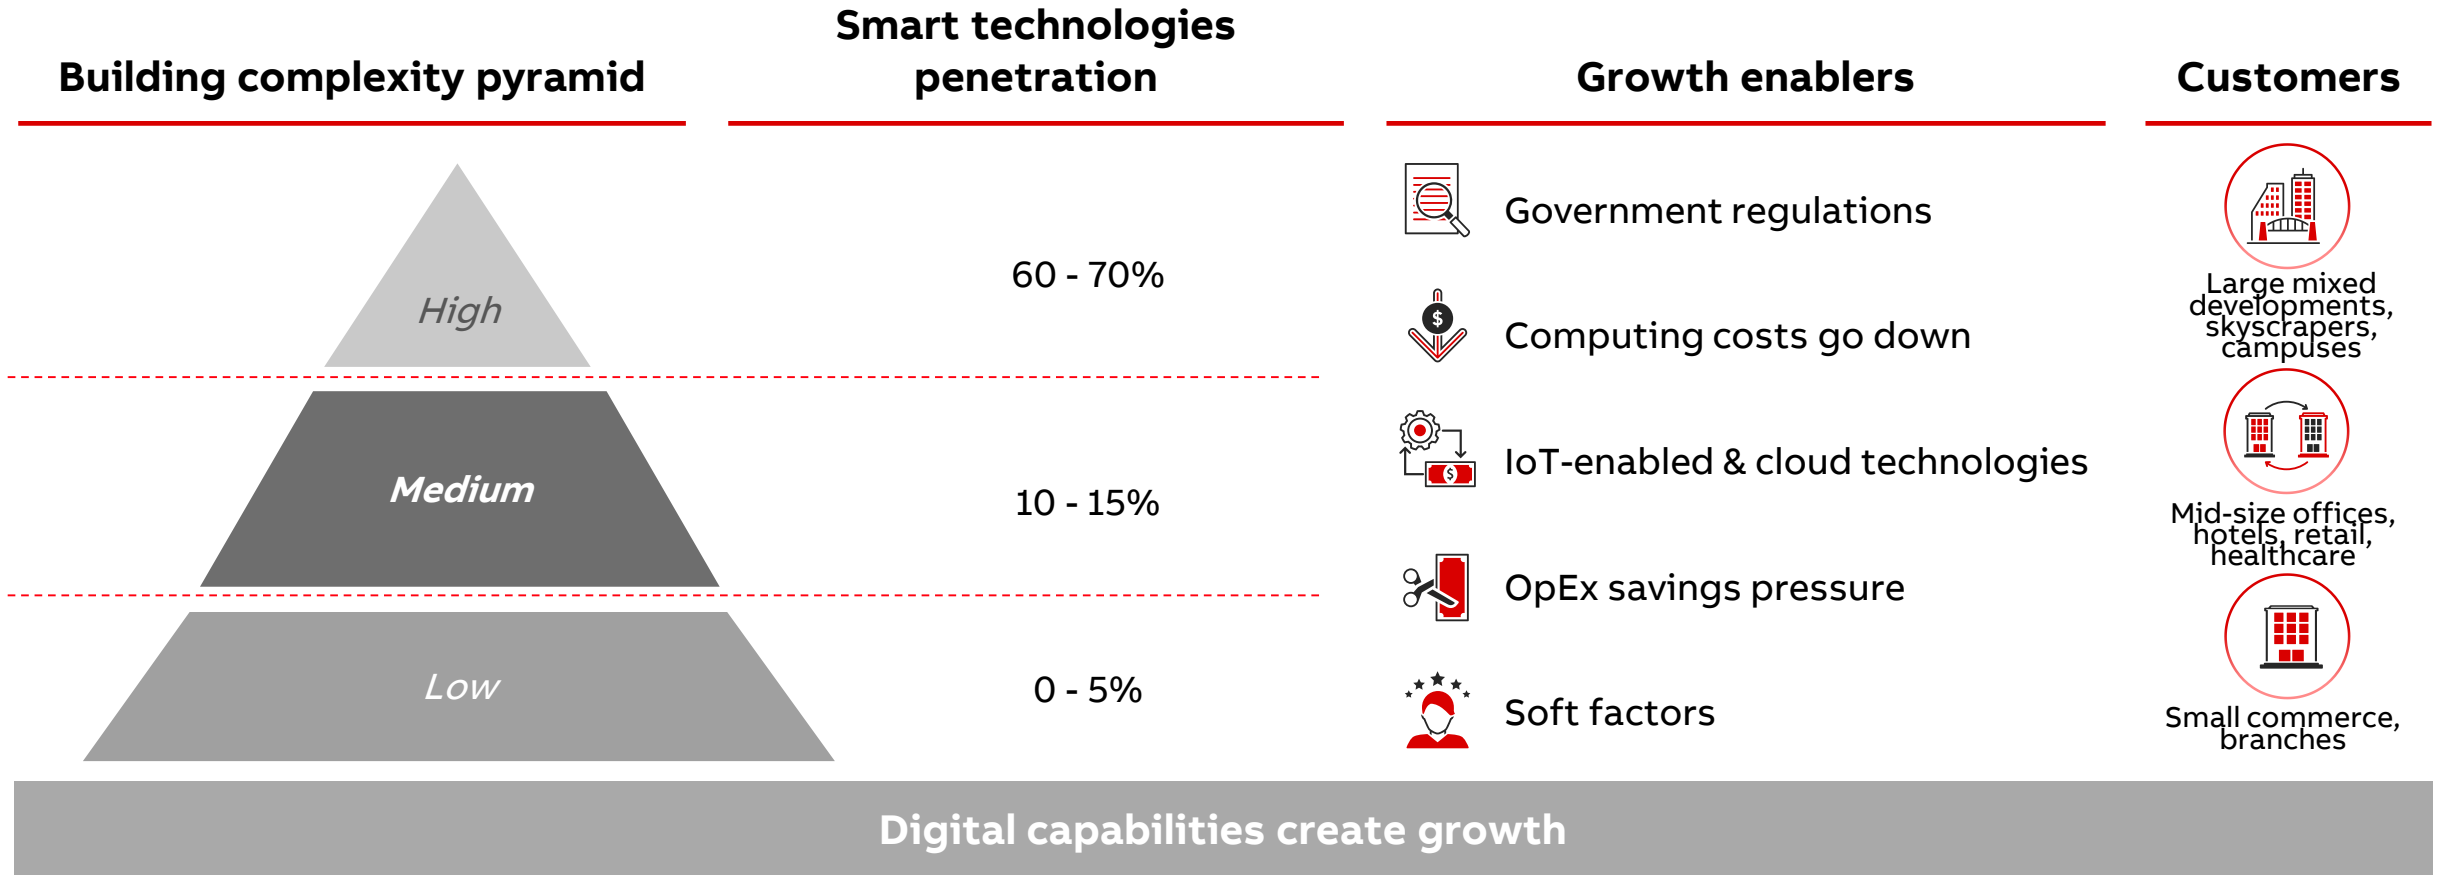 Building complexity pyramid
Smart technologies
penetration
Growth enablers
Customers
High
Medium
Low
60 - 70%
10 - 15%
0 - 5%
Government regulations
Computing costs go down
IoT-enabled & cloud technologies
OpEx savings pressure
Soft factors
Large mixed
developments,
skyscrapers,
campuses
Mid-size offices,
hotels, retail,
healthcare
Small commerce,
branches
Digital capabilities create growth